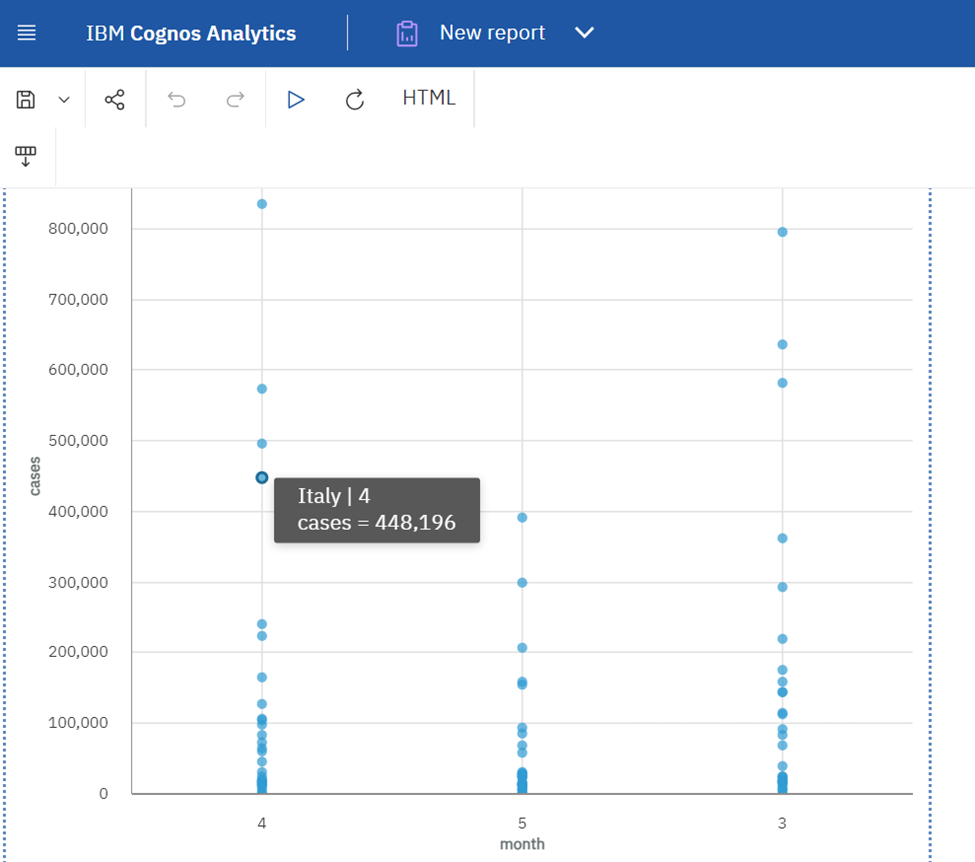 IBM Cognos Analytics
New report
HTML
800,000
700,000
600,000
500,000
400,000
300,000
200,000
100,000
0
cases
Italy | 4
cases = 448,196
4
5
3
month